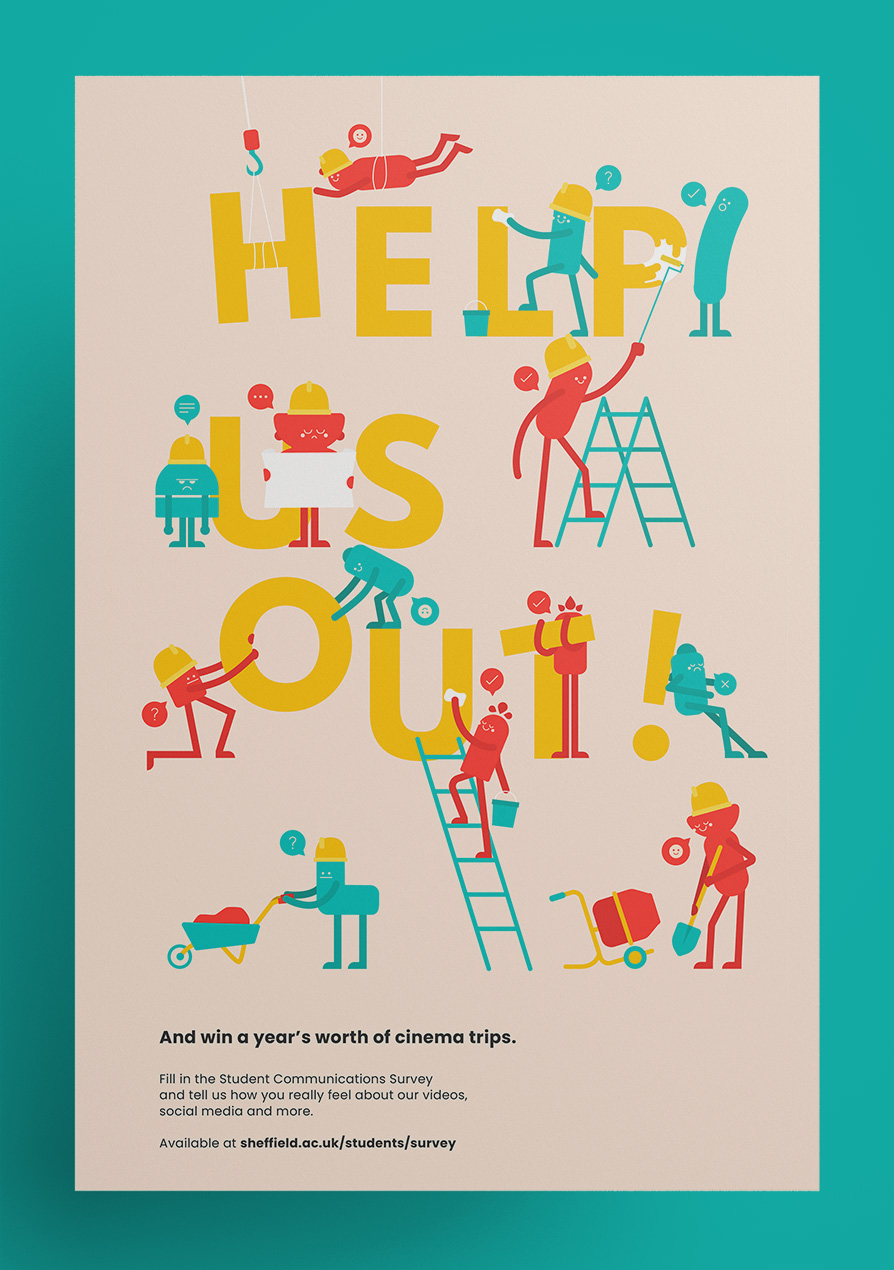 HELP
US
OUT!
And win a year's worth of cinema trips.
Fill in the Student Communications Survey
and tell us how you really feel about our videos,
social media and more.
Available at sheffield.ac.uk/students/survey